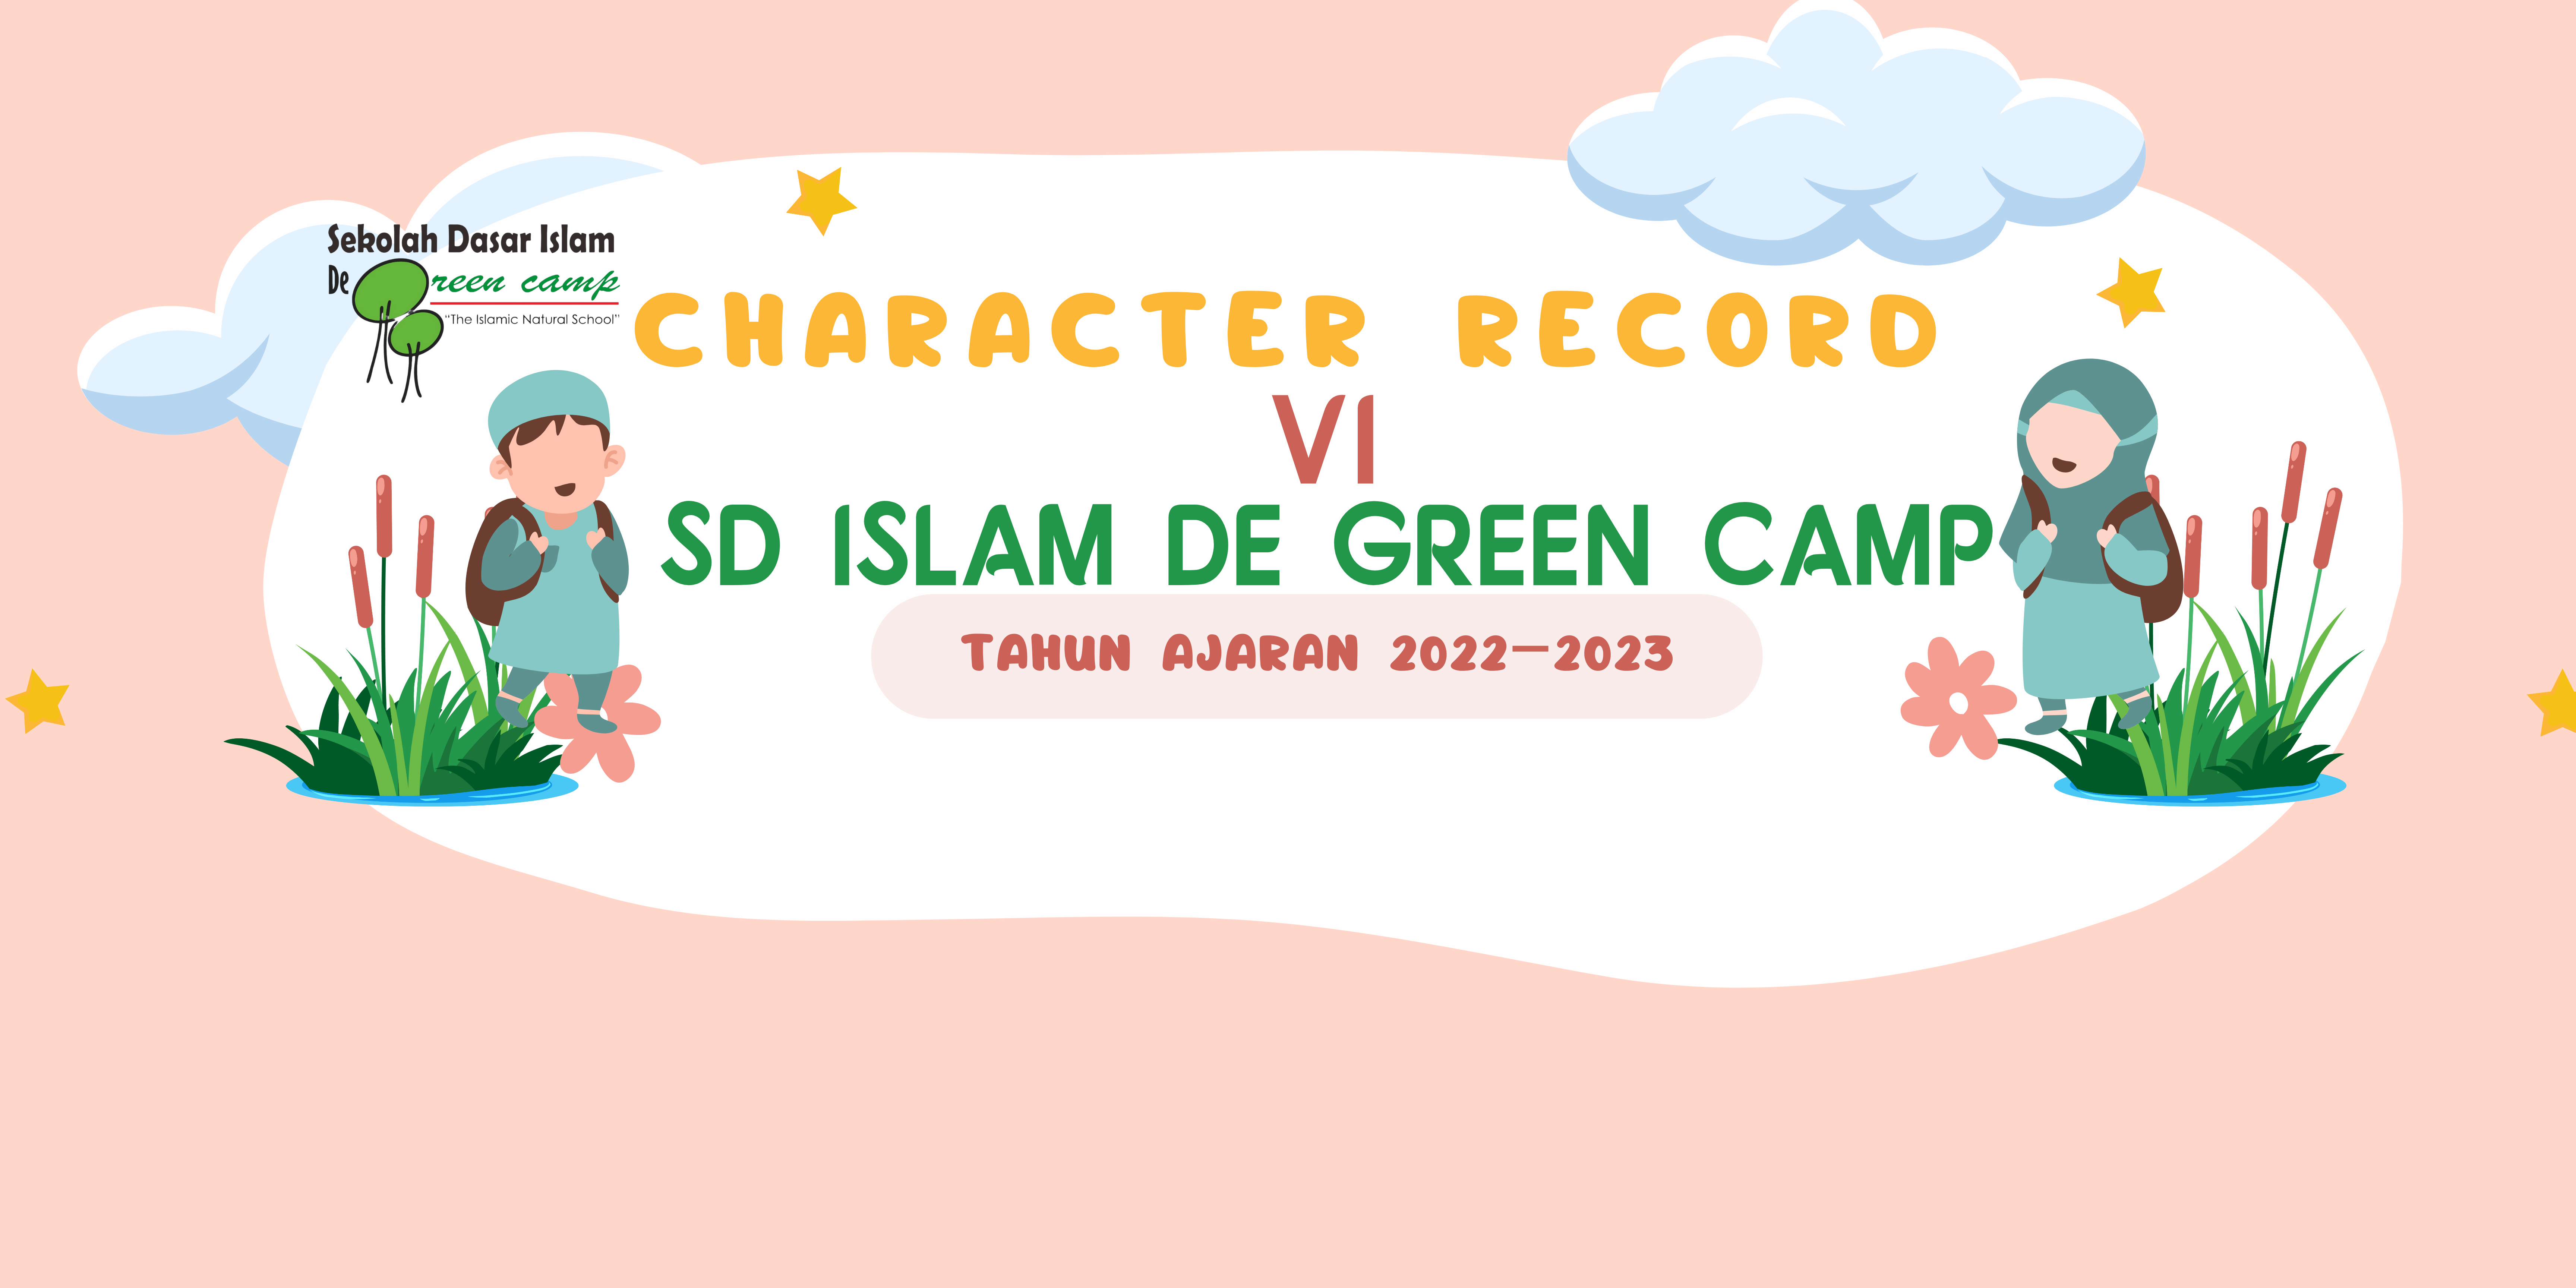 Sekolah Dasar Islam
De Green camp
"The Islamic Natural School"
CHARACTER RECORD
VI
SD ISLAM DE GREEN CAMP
TAHUN AJARAN 2022-2023